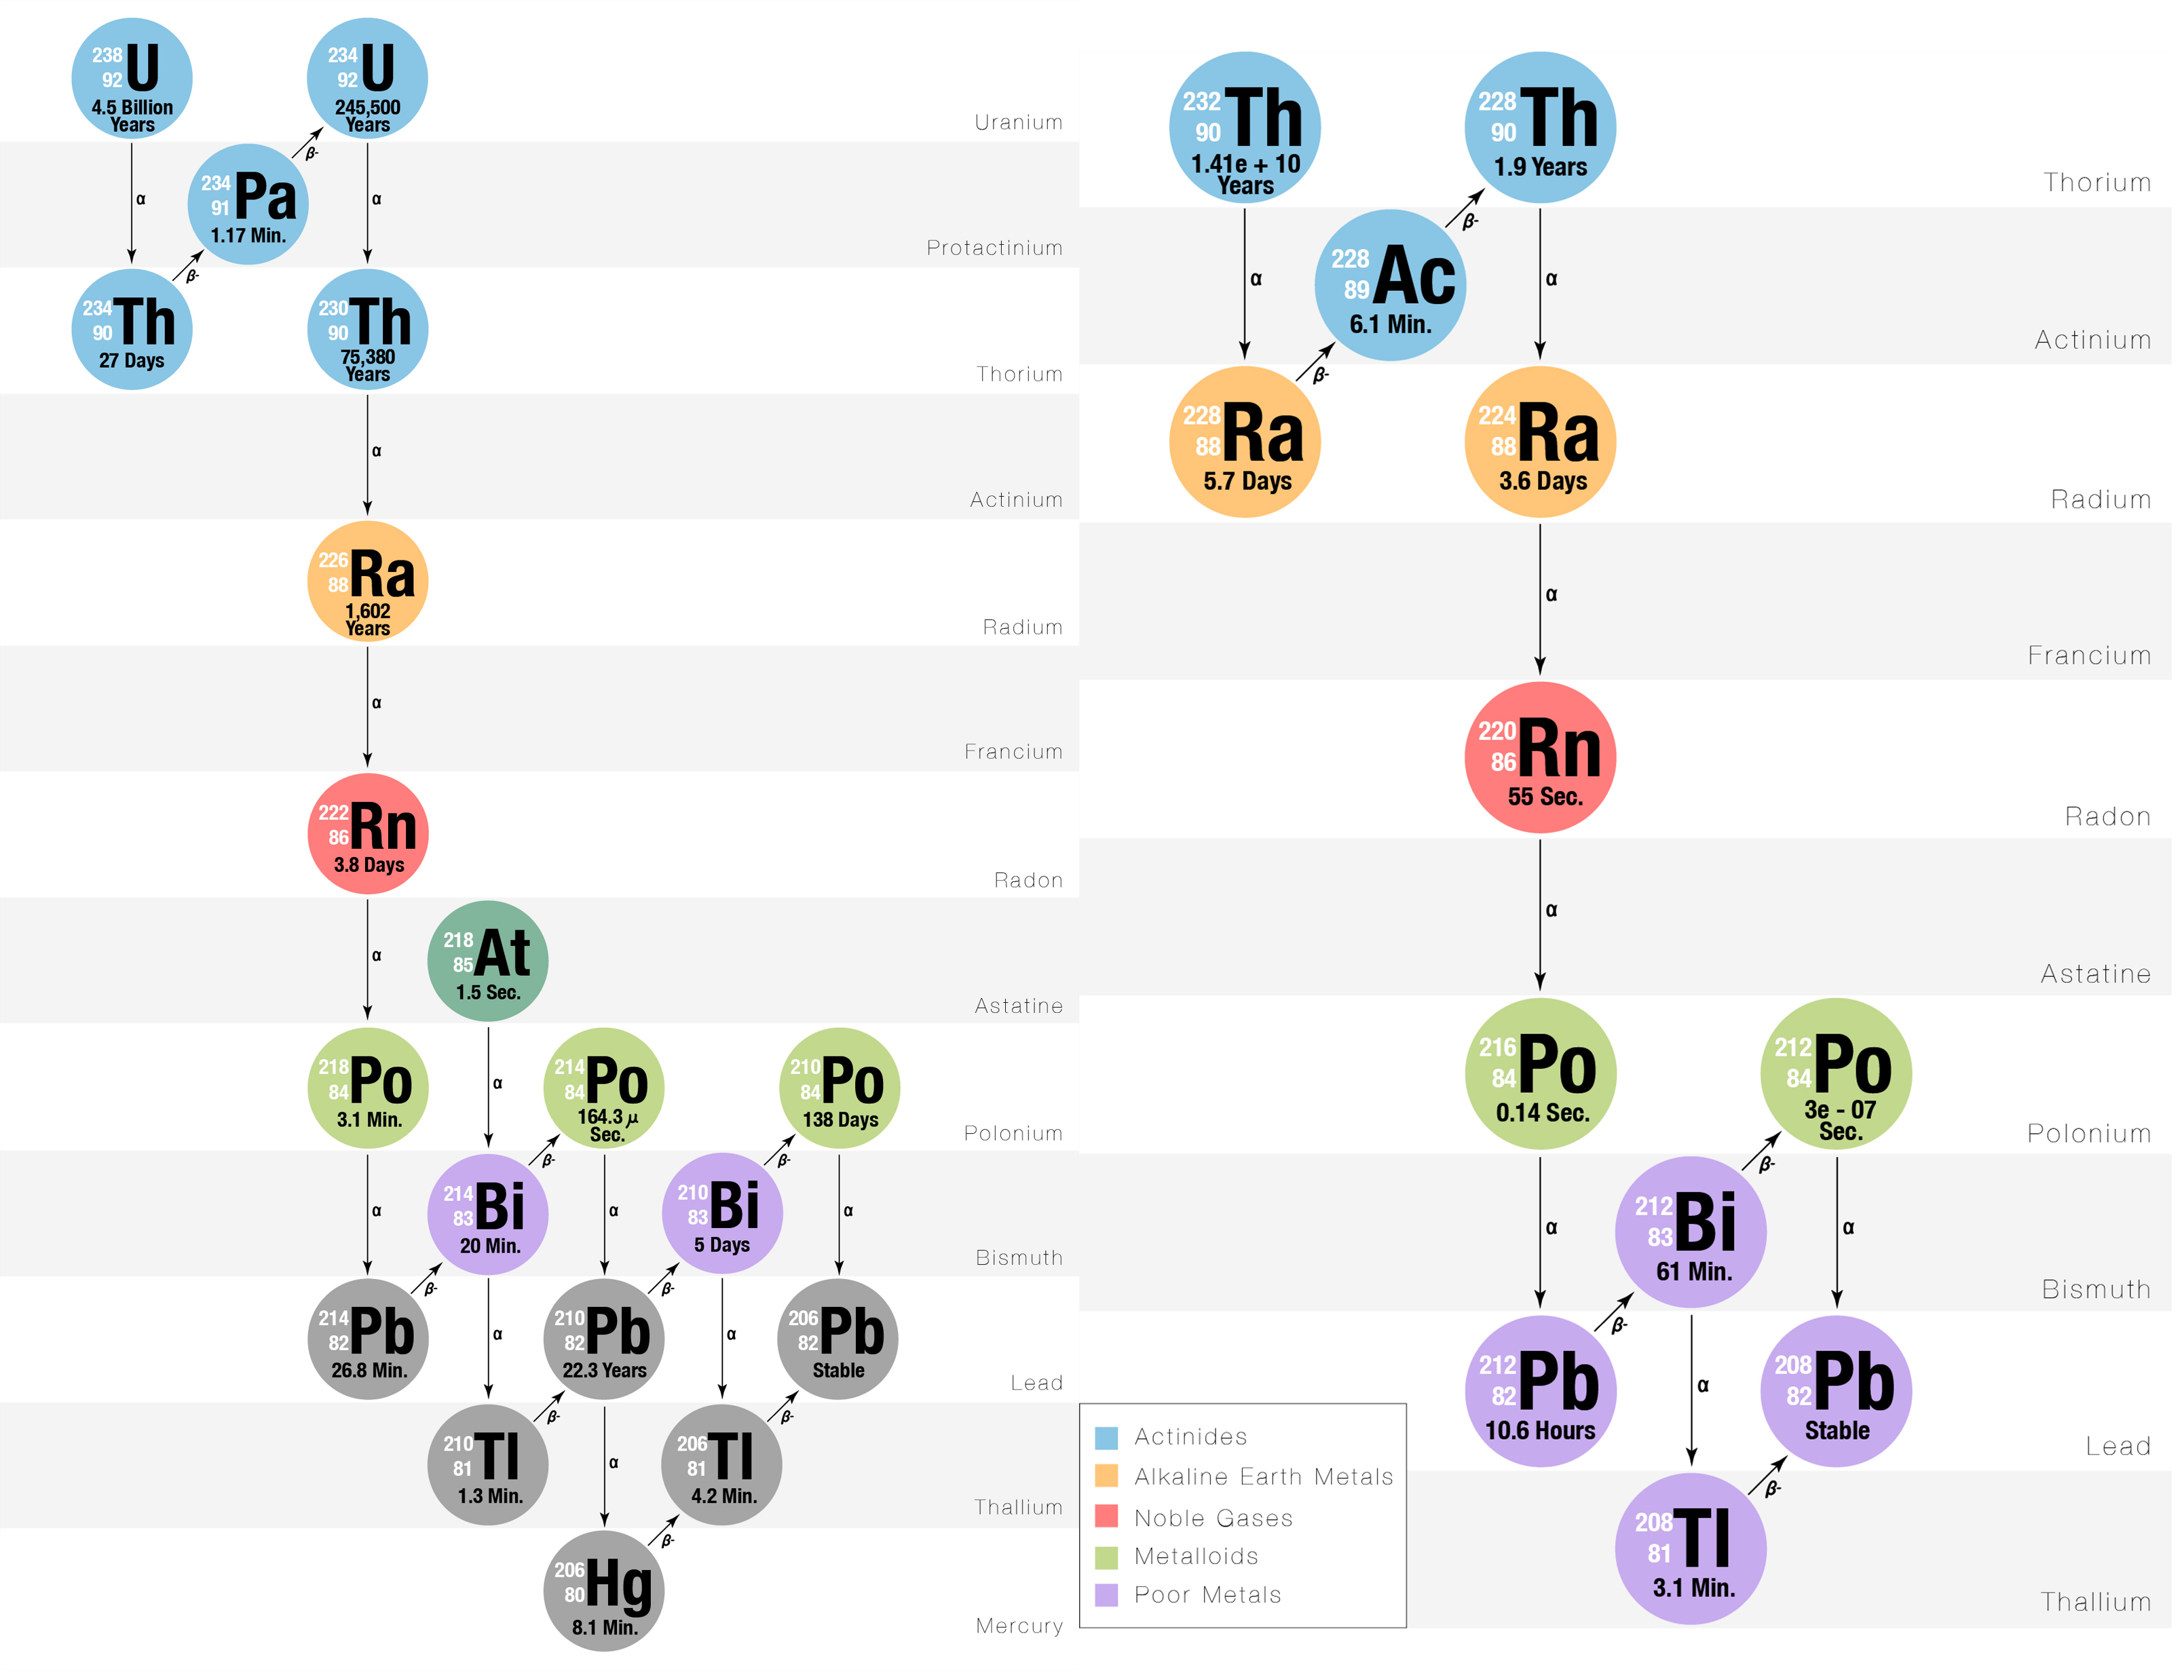 238
92
U
4.5 Billion
Years
234
92
U
245,500
Years
Uranium
α
β-
234
91
Pa
1.17 Min.
β-
α
Protactinium
234
90
Th
27 Days
230
90
Th
75,380
Years
Thorium
α
Actinium
226
88
Ra
1,602
Years
Radium
α
Francium
222
86
Rn
3.8 Days
Radon
α
218
85
At
1.5 Sec.
Astatine
218
84
Po
3.1 Min.
α
214
84
Po
164.3 μ
Sec.
210
84
Po
138 Days
Polonium
α
214
83
Bi
20 Min.
β-
α
210
83
Bi
5 Days
β-
α
Bismuth
214
82
Pb
26.8 Min.
β-
α
210
82
Pb
22.3 Years
β-
α
206
82
Pb
Stable
Lead
210
81
Tl
1.3 Min.
β-
α
206
81
Tl
4.2 Min.
β-
Thallium
206
80
Hg
8.1 Min.
β-
Mercury
232
90
Th
1.41e + 10
Years
228
90
Th
1.9 Years
Thorium
α
228
89
Ac
6.1 Min.
β-
β-
α
Actinium
228
88
Ra
5.7 Days
224
88
Ra
3.6 Days
Radium
α
Francium
220
86
Rn
55 Sec.
Radon
α
Astatine
216
84
Po
0.14 Sec.
212
84
Po
3e - 07
Sec.
Polonium
α
212
83
Bi
61 Min.
β-
α
Bismuth
212
82
Pb
10.6 Hours
β-
α
208
82
Pb
Stable
Lead
208
81
Tl
3.1 Min.
β-
Thallium
Actinides
Alkaline Earth Metals
Noble Gases
Metalloids
Poor Metals